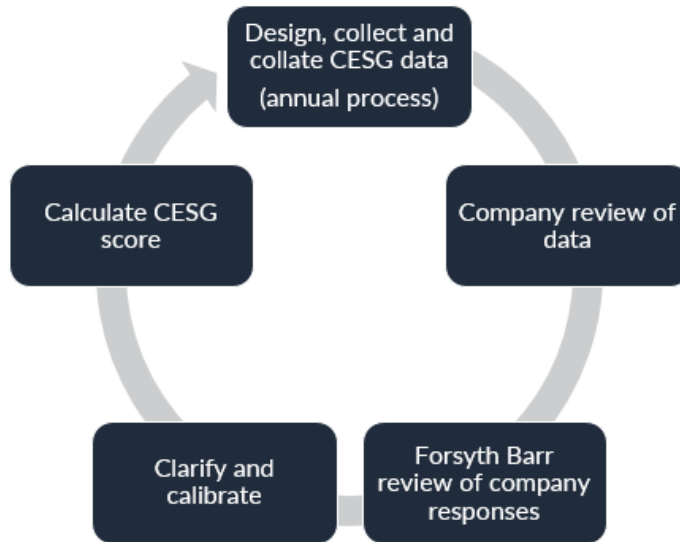 Design, collect and
collate CESG data
(annual process)
Company review of
data
Forsyth Barr
review of company
responses
Clarify and
calibrate
Calculate CESG
score